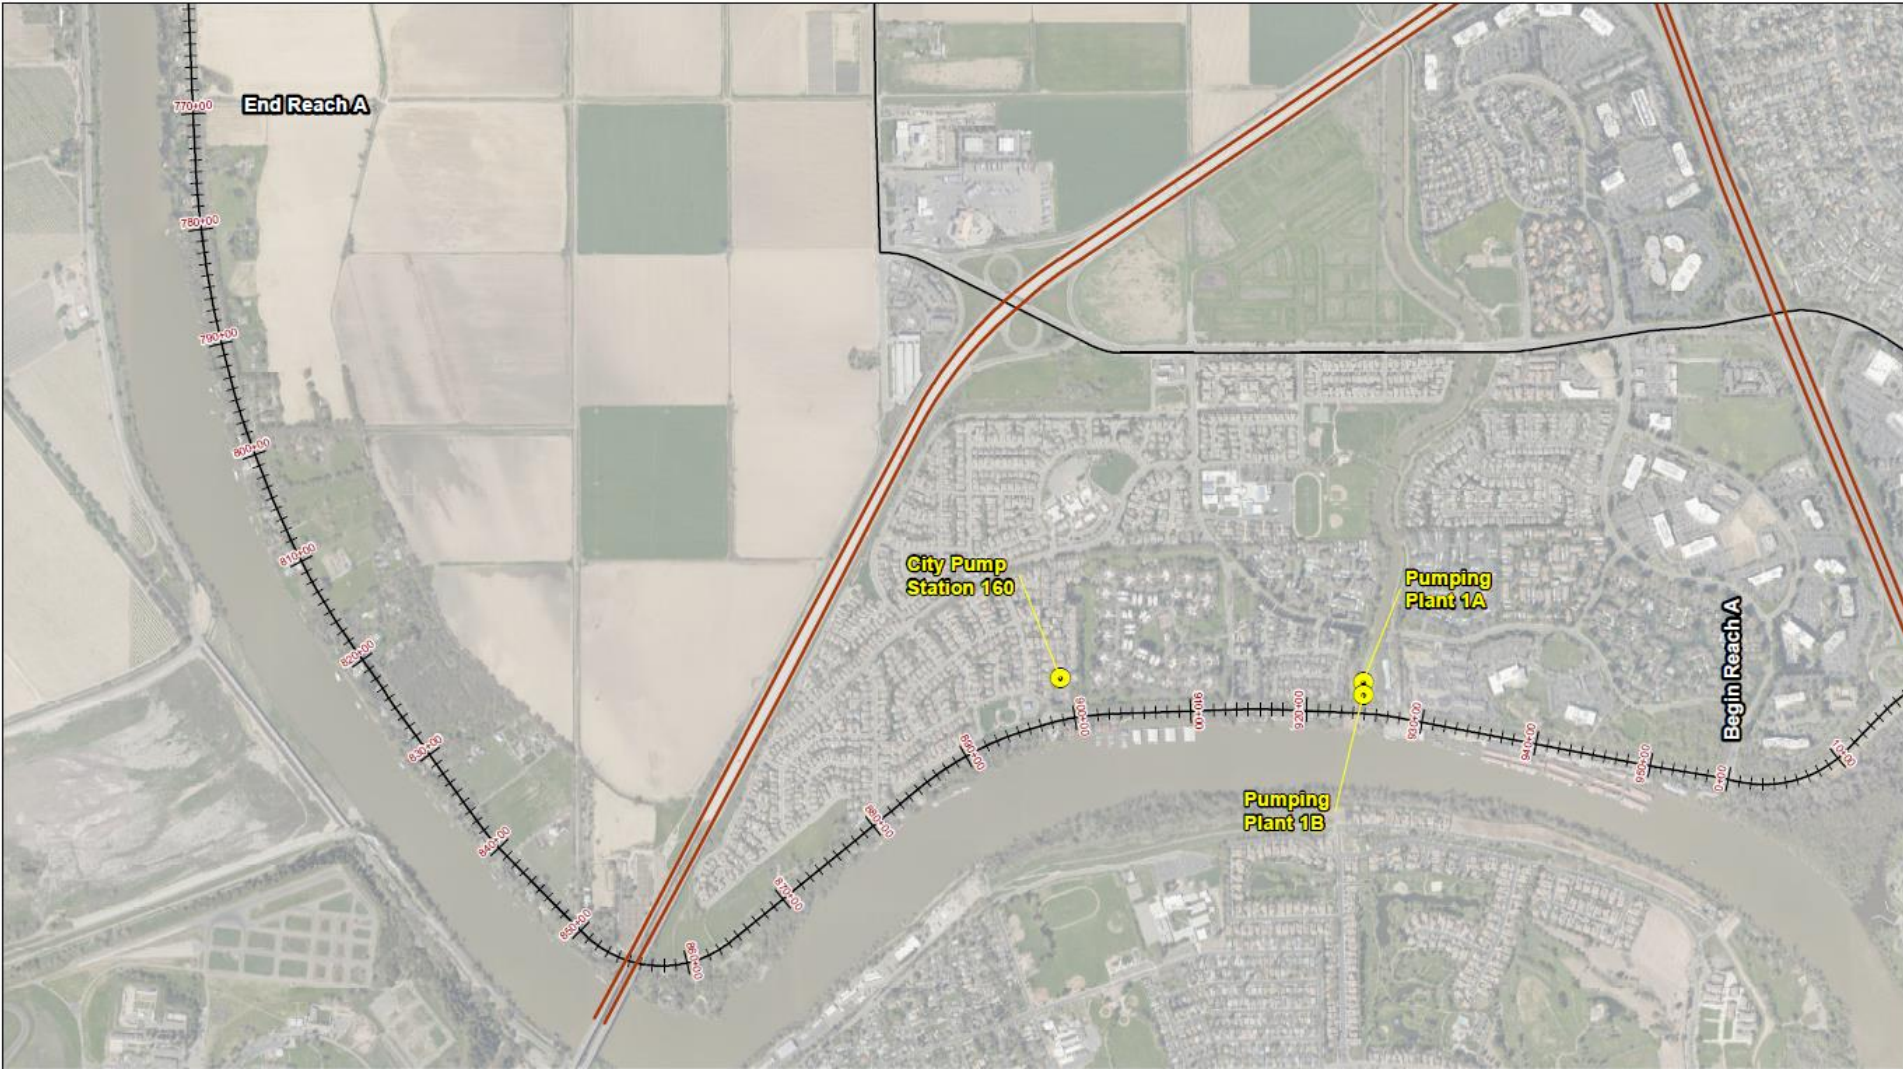 770+00
End Reach A
780+00
790+00
800+00
810+00
820+00
830+00
840+00
850+00
860+00
870+00
880+00
890+00
900+00
910+00
920+00
930+00
940+00
950+00
0+00
10+00
City Pump
Station 160
Pumping
Plant 1A
Pumping
Plant 1B
Begin Reach A